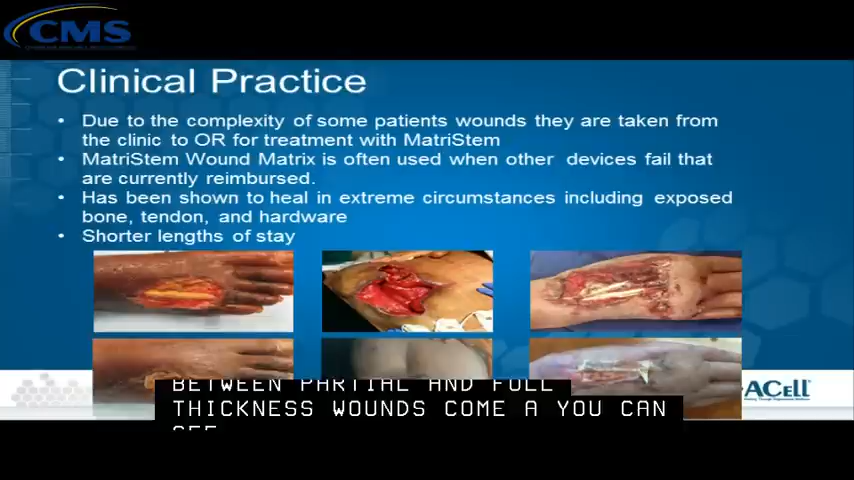 CMS
Clinical Practice
• Due to the complexity of some patients wounds they are taken from
the clinic to OR for treatment with MatriStem
• MatriStem Wound Matrix is often used when other devices fail that
are currently reimbursed.
• Has been shown to heal in extreme circumstances including exposed
bone, tendon, and hardware
• Shorter lengths of stay
BETWEEN PARTIAL AND FULL
THICKNESS WOUNDS COME A YOU CAN
SEE
ACell